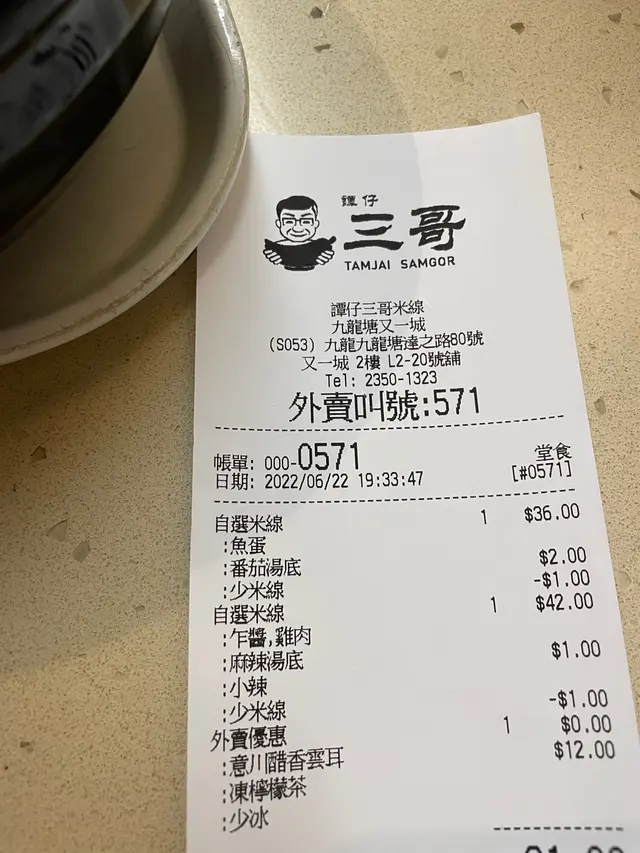 譚仔
三哥
TAMJAI SAMGOR
譚仔三哥米線
九龍塘又一城
(S053) 九龍九龍塘達之路80號
又一城 2樓 L2-20號舖
Tel: 2350-1323
外賣叫號:571
帳單: 000-0571 堂食
日期: 2022/06/22 19:33:47 [#0571]
自選米線 1 $36.00
:魚蛋
:番茄湯底 $2.00
:少米線 -$1.00
自選米線 1 $42.00
:乍醬,雞肉
:麻辣湯底 $1.00
:小辣
:少米線 -$1.00
外賣優惠 1 $0.00
:意川醋香雲耳 $12.00
:凍檸檬茶
:少冰